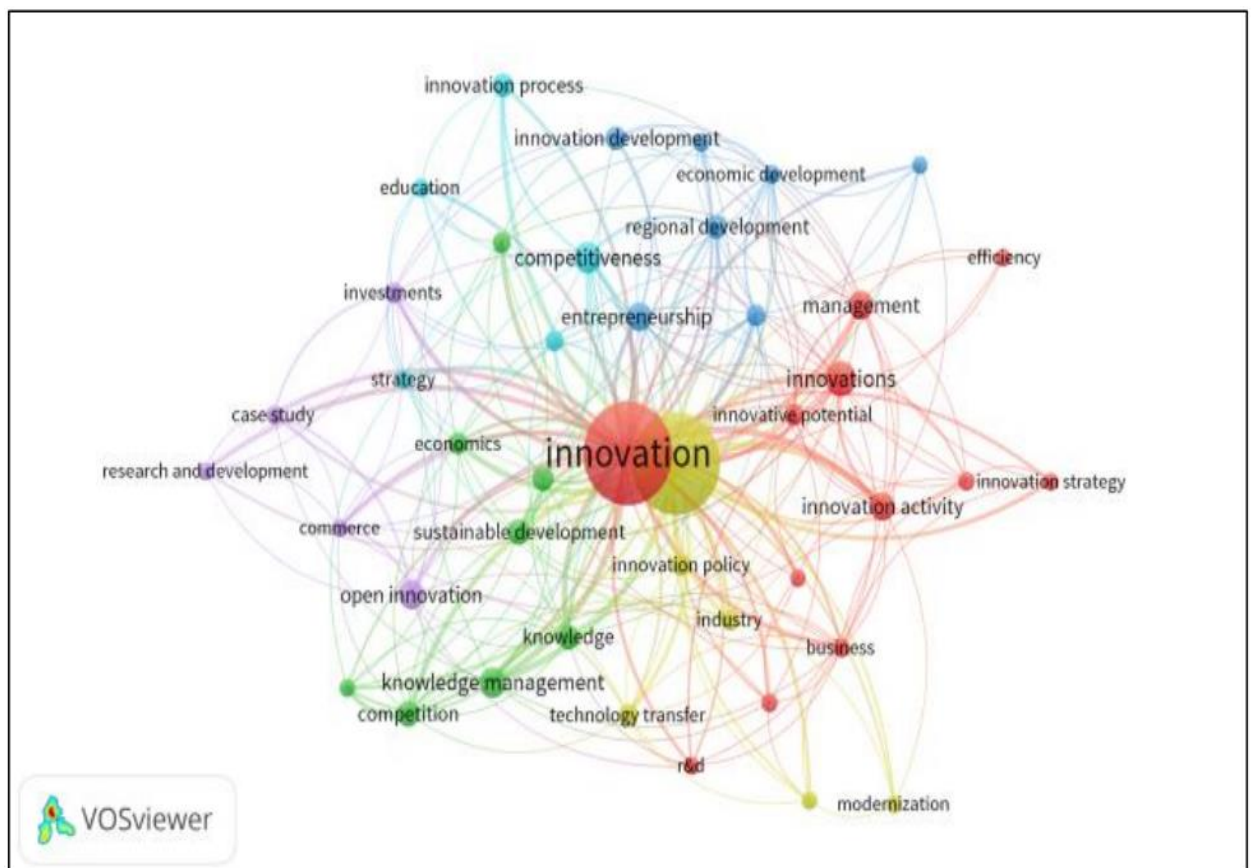 innovation process
innovation development
economic development
education
regional development
competitiveness
efficiency
investments
management
entrepreneurship
strategy
innovations
case study
innovative potential
economics
innovation
research and development
innovation strategy
innovation activity
commerce
sustainable development
innovation policy
open innovation
industry
knowledge
business
knowledge management
competition
technology transfer
r&d
modernization
VOSviewer